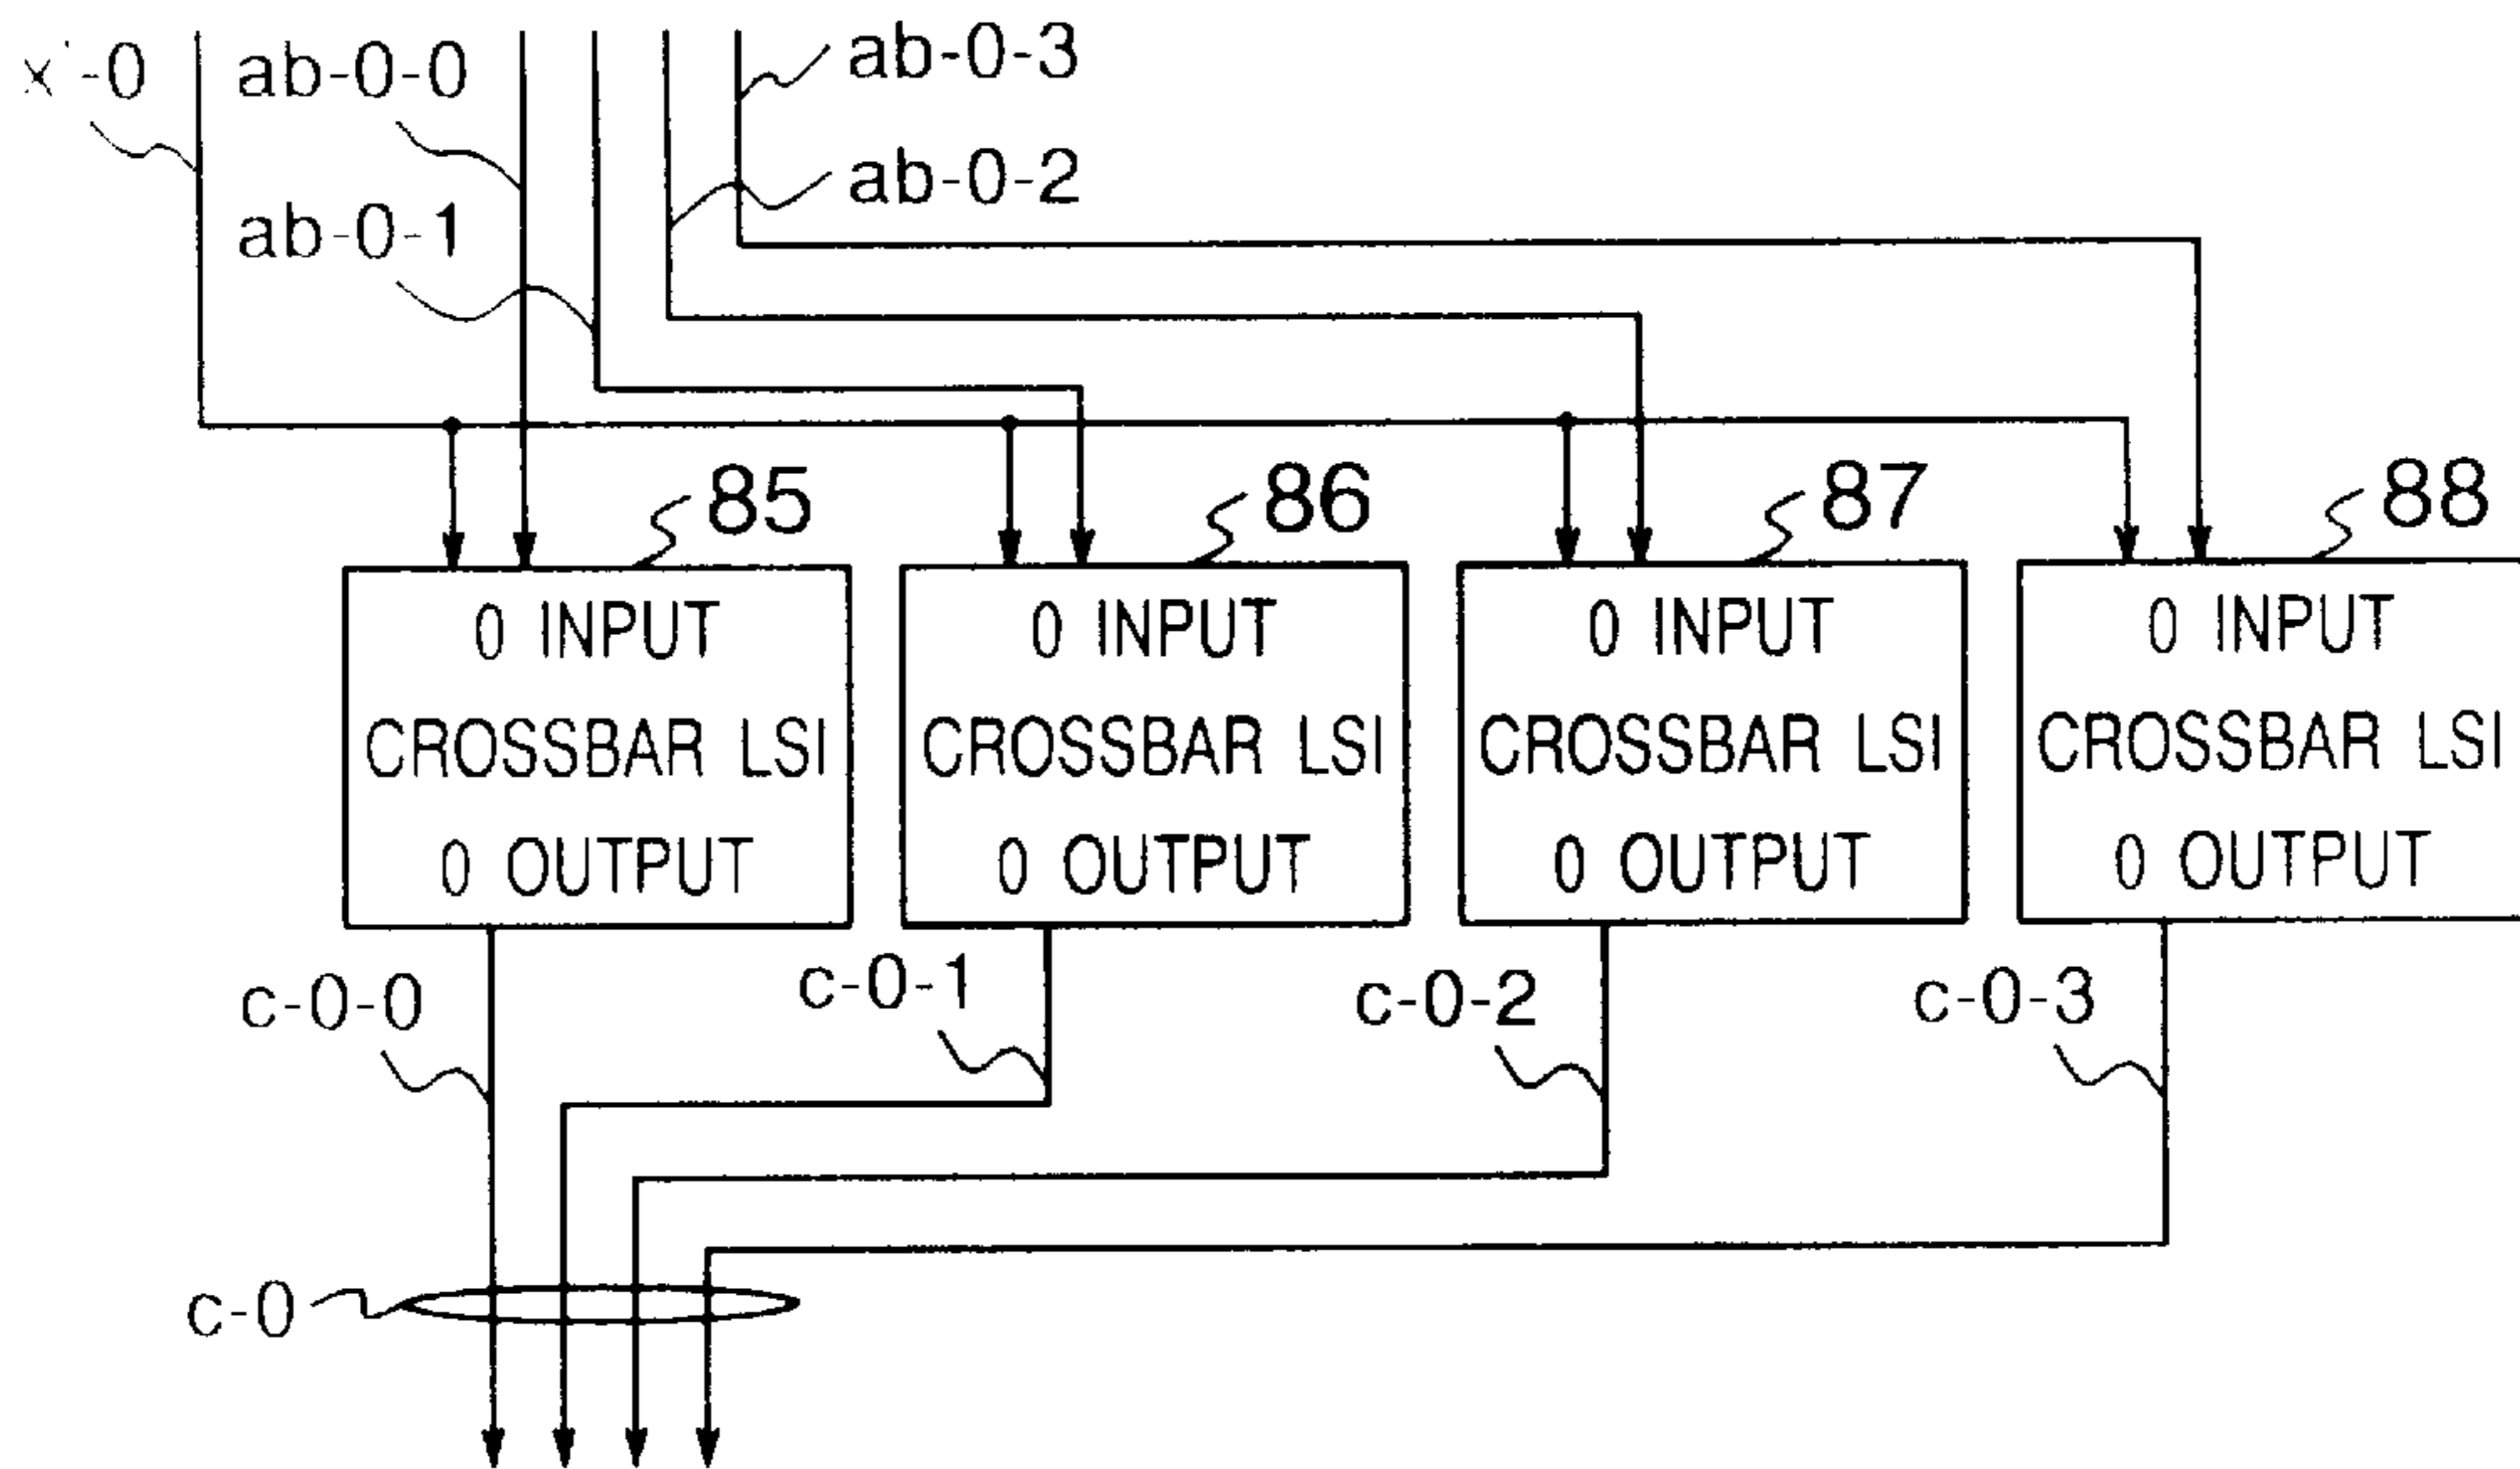 x'-0
ab-0-0
ab-0-3
ab-0-2
ab-0-1
85
86
87
88
0 INPUT
CROSSBAR LSI
0 OUTPUT
0 INPUT
CROSSBAR LSI
0 OUTPUT
0 INPUT
CROSSBAR LSI
0 OUTPUT
0 INPUT
CROSSBAR LSI
0 OUTPUT
c-0-0
c-0-1
c-0-2
c-0-3
c-0